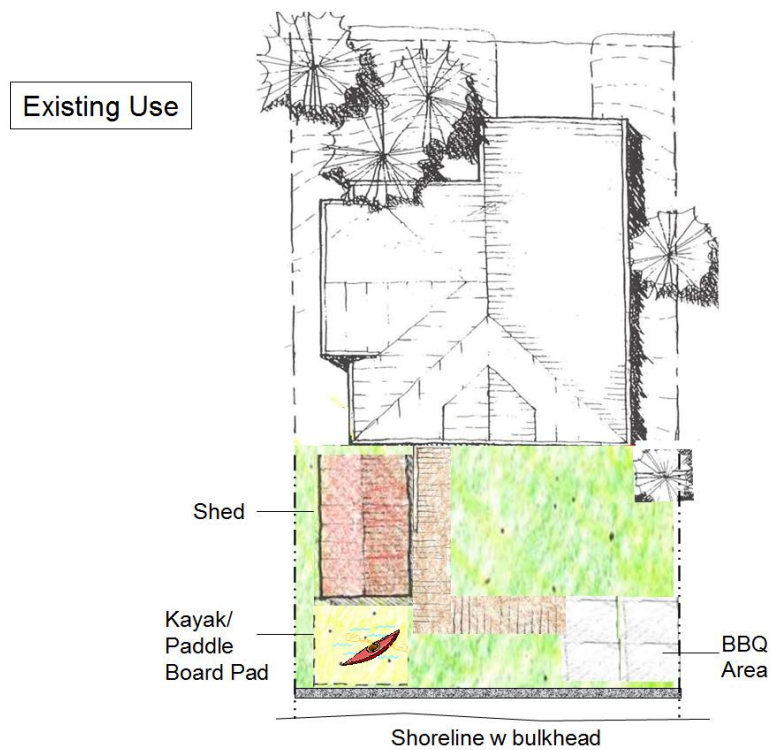 Existing Use
Shed
Kayak/
Paddle
Board Pad
BBQ
Area
Shoreline w bulkhead